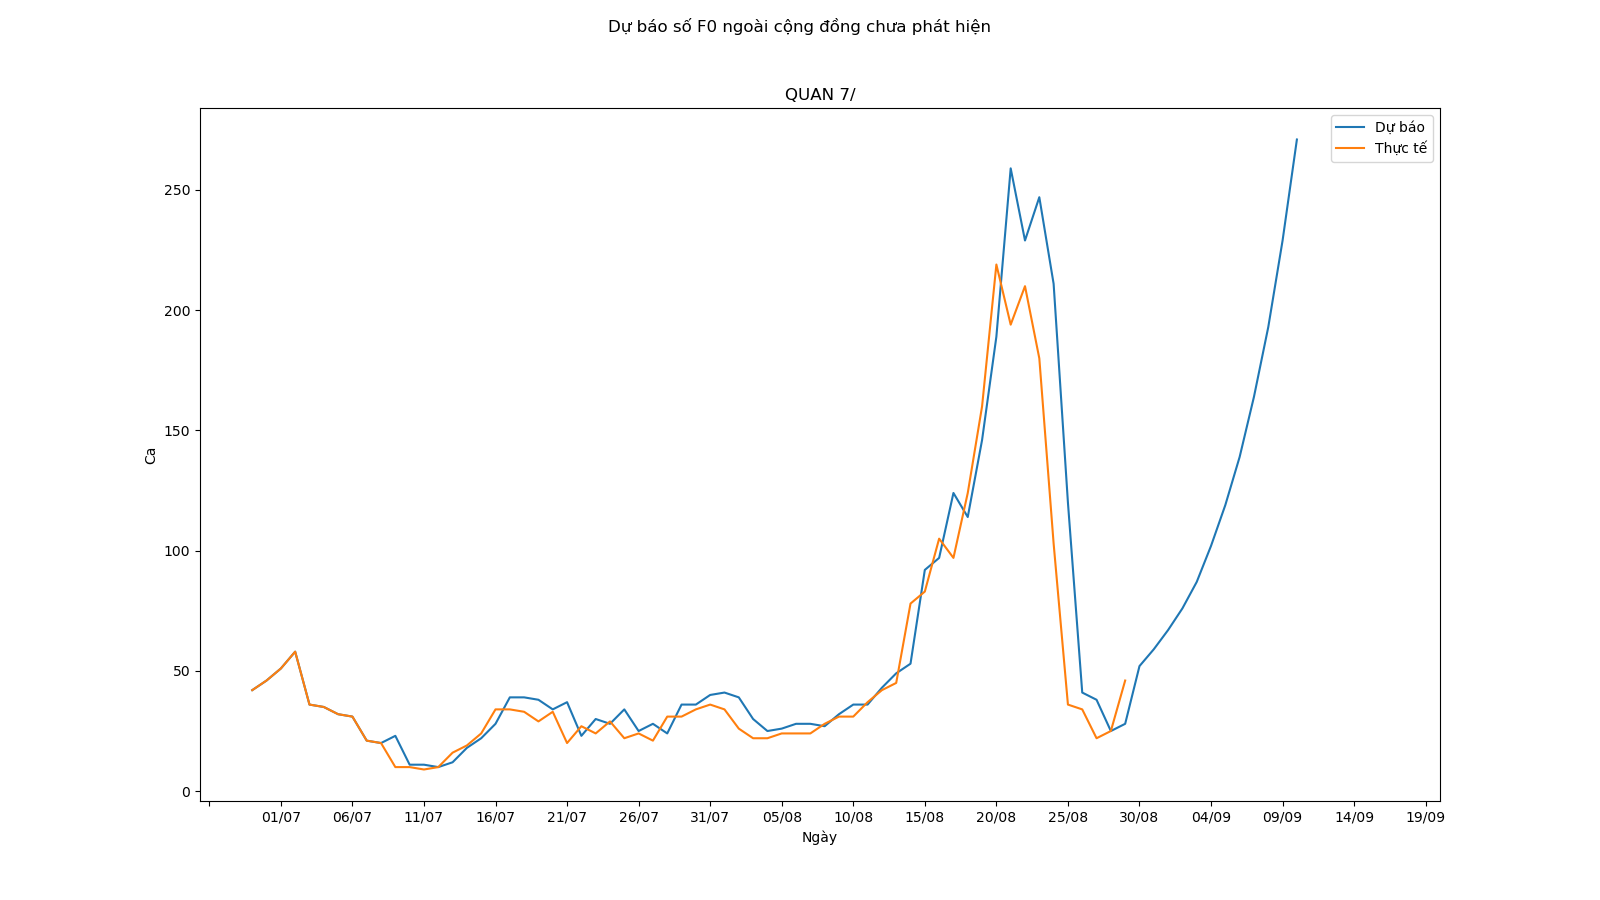 Dự báo số F0 ngoài cộng đồng chưa phát hiện
QUAN 7/
Dự báo
Thực tế
250
200
150
100
50
0
Ca
01/07 06/07 11/07 16/07 21/07 26/07 31/07 05/08 10/08 15/08 20/08 25/08 30/08 04/09 09/09 14/09 19/09
Ngày